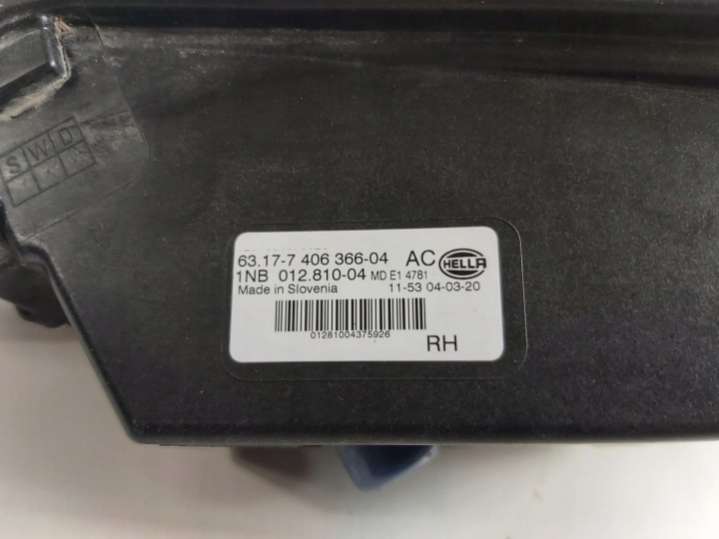 S W D
63.17-7 406 366-04 AC HELLA
1NB 012.810-04 MD E1 4781
Made in Slovenia 11-53 04-03-20
01281004375926
RH